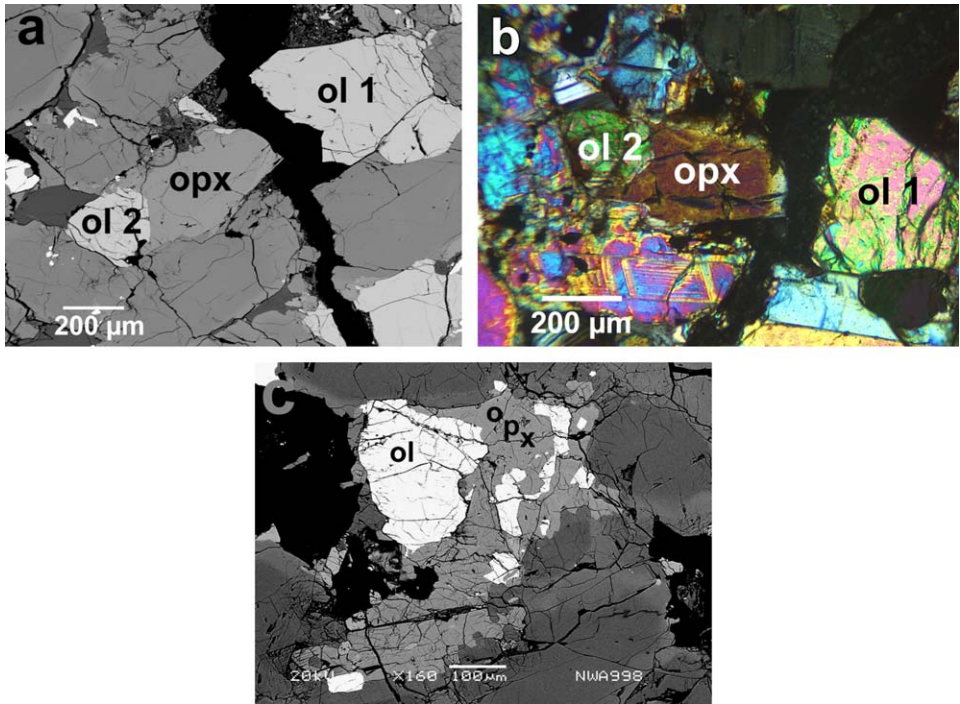 a
ol 1
opx
ol 2
200 µm
b
ol 2
opx
ol 1
200 µm
c
ol
opx
20kV X160 100µm NWA998